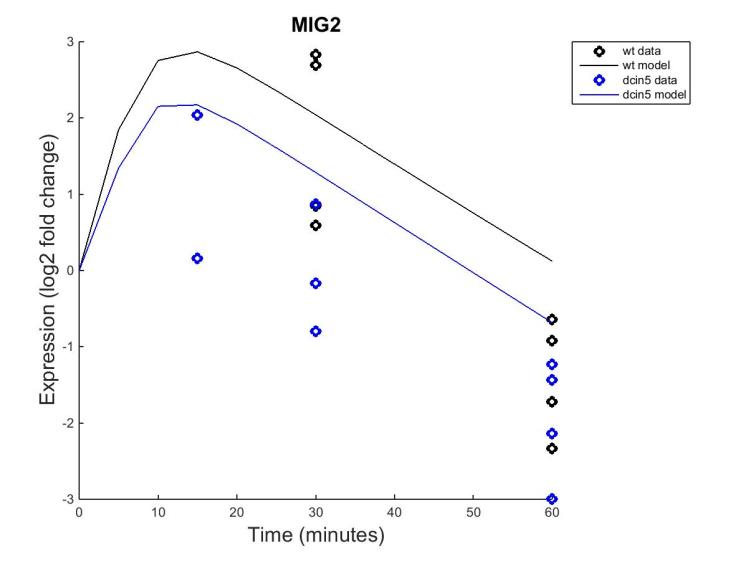 MIG2
3
2
1
0
-1
-2
-3
Expression (log2 fold change)
0 10 20 30 40 50 60
Time (minutes)
wt data
wt model
dcin5 data
dcin5 model